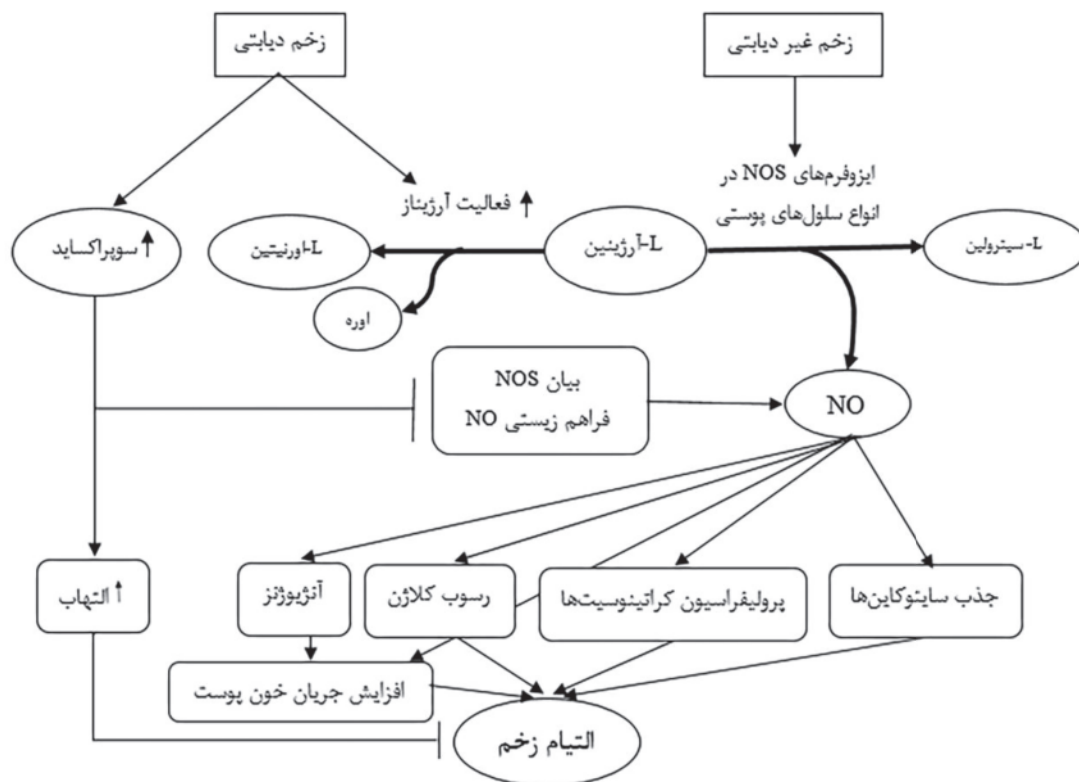 زخم غیر دیابتی
زخم دیابتی
ایزوفرم‌های NOS در
انواع سلول‌های پوستی
↑ فعالیت آرژیناز
L-سیترولین
L-آرژینین
L-اورنیتین
↑ سوپراکساید
اوره
بیان NOS
فراهم زیستی NO
NO
جذب سایتوکاین‌ها
پرولیفراسیون کراتینوسیت‌ها
رسوب کلاژن
آنژیوژنز
↑ التهاب
افزایش جریان خون پوست
التیام زخم